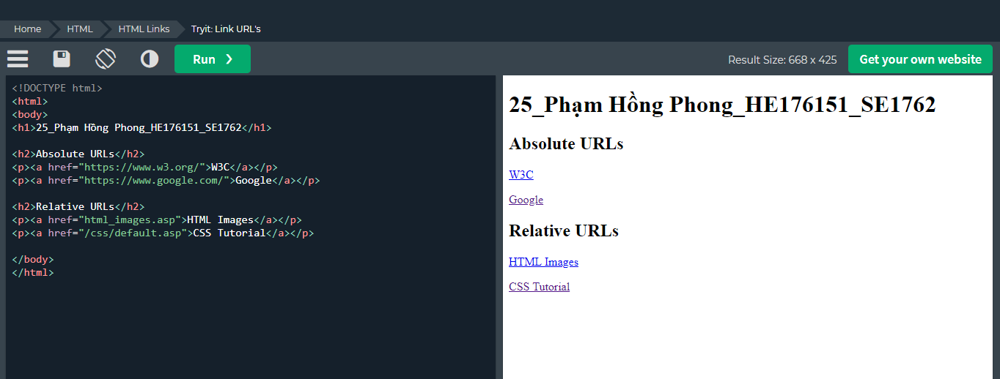 Home HTML HTML Links Tryit: Link URL's
Run ❯ Result Size: 668 x 425 Get your own website
<!DOCTYPE html>
<html>
<body>
<h1>25_Phạm Hồng Phong_HE176151_SE1762</h1>
<h2>Absolute URLs</h2>
<p><a href="https://www.w3.org/">W3C</a></p>
<p><a href="https://www.google.com/">Google</a></p>
<h2>Relative URLs</h2>
<p><a href="html_images.asp">HTML Images</a></p>
<p><a href="/css/default.asp">CSS Tutorial</a></p>
</body>
</html>
25_Phạm Hồng Phong_HE176151_SE1762
Absolute URLs
W3C
Google
Relative URLs
HTML Images
CSS Tutorial